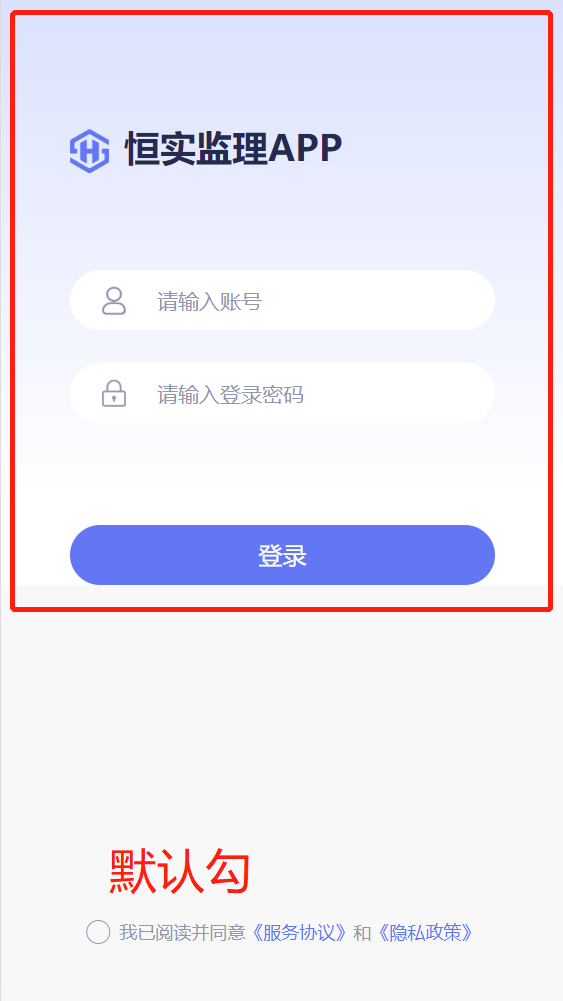 恒实监理APP
请输入账号
请输入登录密码
登录
默认勾
我已阅读并同意《服务协议》和《隐私政策》